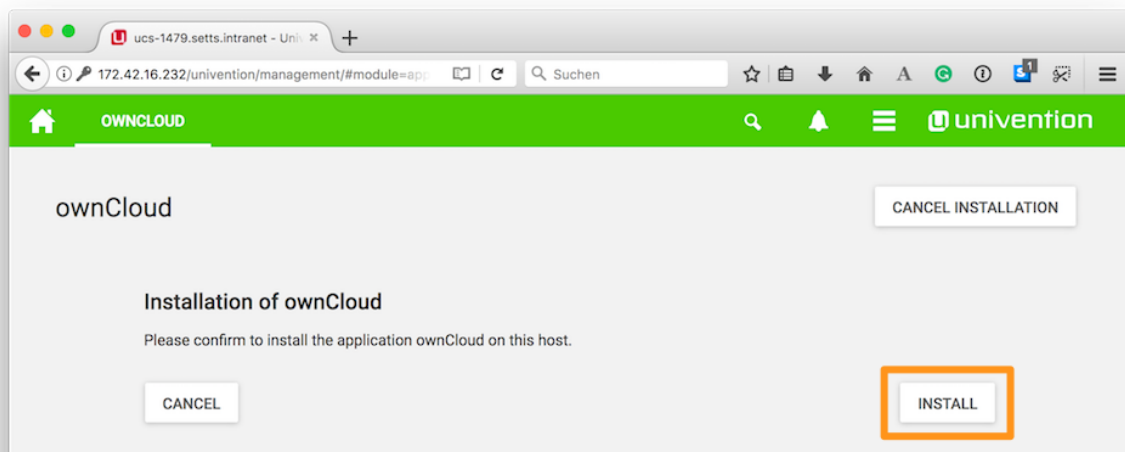 ucs-1479.setts.intranet - Univ
172.42.16.232/univention/management/#module=app
Suchen
1
OWNCLOUD
univention
ownCloud
CANCEL INSTALLATION
Installation of ownCloud
Please confirm to install the application ownCloud on this host.
CANCEL
INSTALL